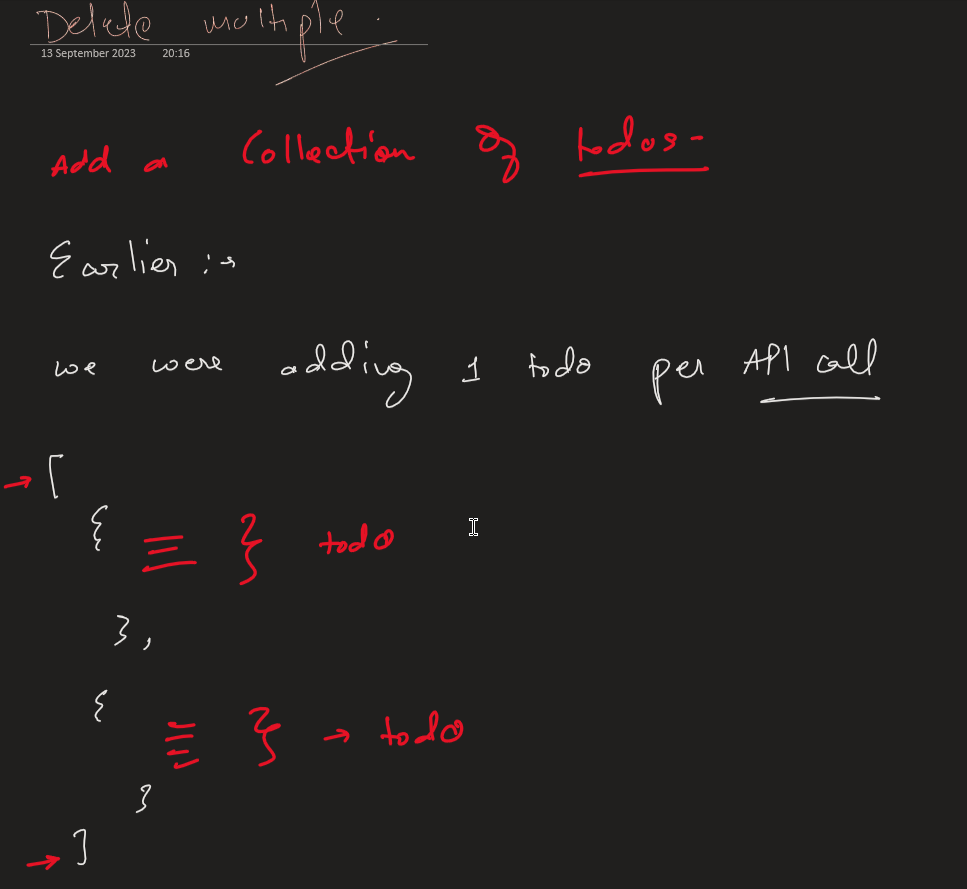 Delete multiple.
13 September 2023 20:16
Add a Collection of todos-
Earlier :→
we were adding 1 todo per API call
→ [
{ ≡ } todo
},
{
≡ } → todo
}
→ ]